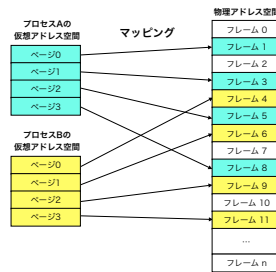 プロセスAの
仮想アドレス空間
ページ0
ページ1
ページ2
ページ3
プロセスBの
仮想アドレス空間
ページ0
ページ1
ページ2
ページ3
マッピング
物理アドレス空間
フレーム 0
フレーム 1
フレーム 2
フレーム 3
フレーム 4
フレーム 5
フレーム 6
フレーム 7
フレーム 8
フレーム 9
フレーム 10
フレーム 11
...
フレーム n